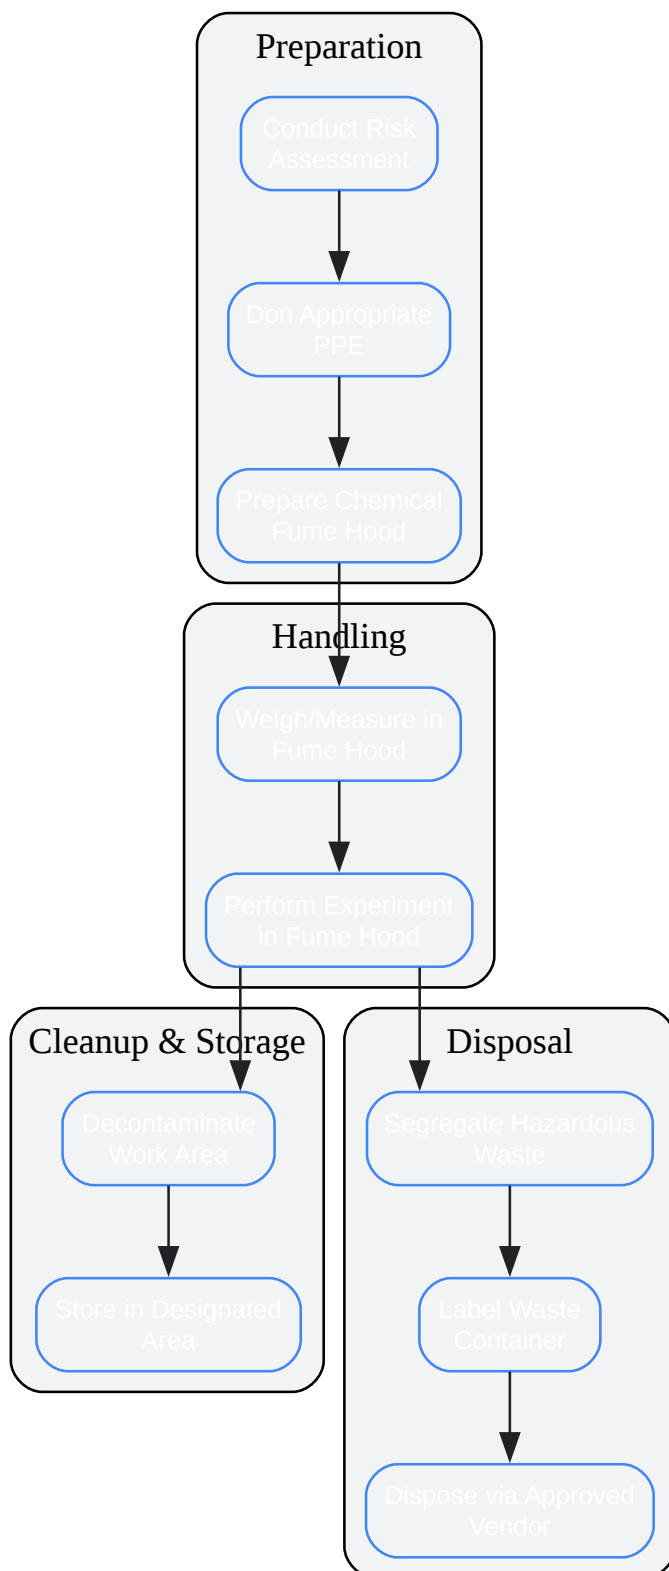 Preparation
Conduct Risk
Assessment
Don Appropriate
PPE
Prepare Chemical
Fume Hood
Handling
Weigh/Measure in
Fume Hood
Perform Experiment
in Fume Hood
Cleanup & Storage
Decontaminate
Work Area
Store in Designated
Area
Disposal
Segregate Hazardous
Waste
Label Waste
Container
Dispose via Approved
Vendor